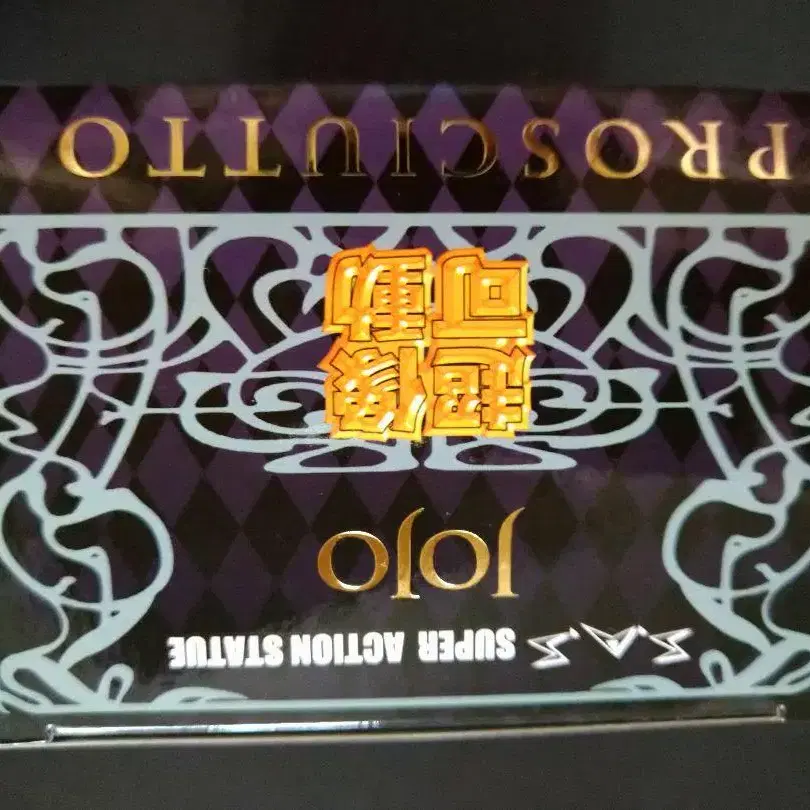 S.A.S SUPER ACTION STATUE
JoJo
超像
可動
PROSCIUTTO